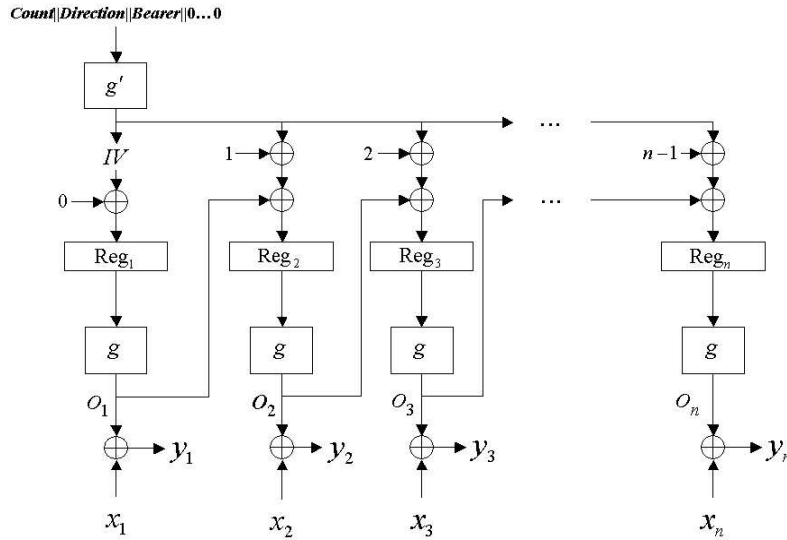 Count||Direction||Bearer||0…0
g′
IV
0
1
2
...
n−1
...
Reg₁
Reg₂
Reg₃
Regₙ
g
g
g
g
O₁
O₂
O₃
Oₙ
y₁
y₂
y₃
yₙ
x₁
x₂
x₃
xₙ